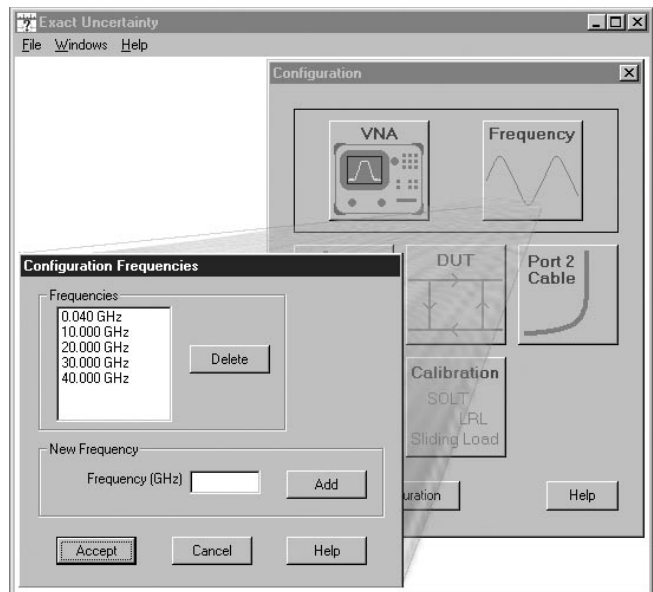 Exact Uncertainty
File Windows Help
Configuration
VNA
Frequency
DUT
Port 2
Cable
Calibration
SOLT
LRL
Sliding Load
Help
Configuration Frequencies
Frequencies
0.040 GHz
10.000 GHz
20.000 GHz
30.000 GHz
40.000 GHz
Delete
New Frequency
Frequency (GHz)
Add
Accept
Cancel
Help